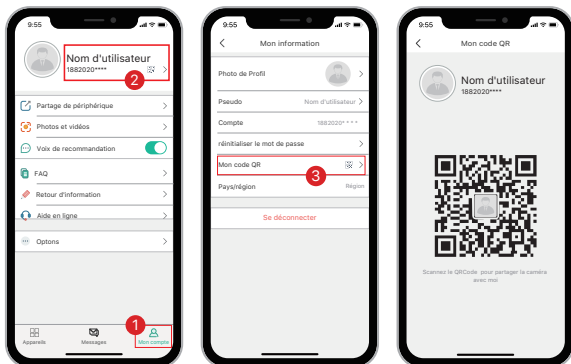 9:55
Nom d'utilisateur
1882020****
2
Partage de périphérique
Photos et vidéos
Voix de recommandation
FAQ
Retour d'information
Aide en ligne
Optons
1
Appareils
Messages
Mon compte
9:55
Mon information
Photo de Profil
Pseudo
Nom d'utilisateur
Compte
1882020****
réinitialiser le mot de passe
Mon code QR
3
Pays/région
Région
Se déconnecter
9:55
Mon code QR
Nom d'utilisateur
1882020****
Scannez le QRCode pour partager la caméra
avec moi